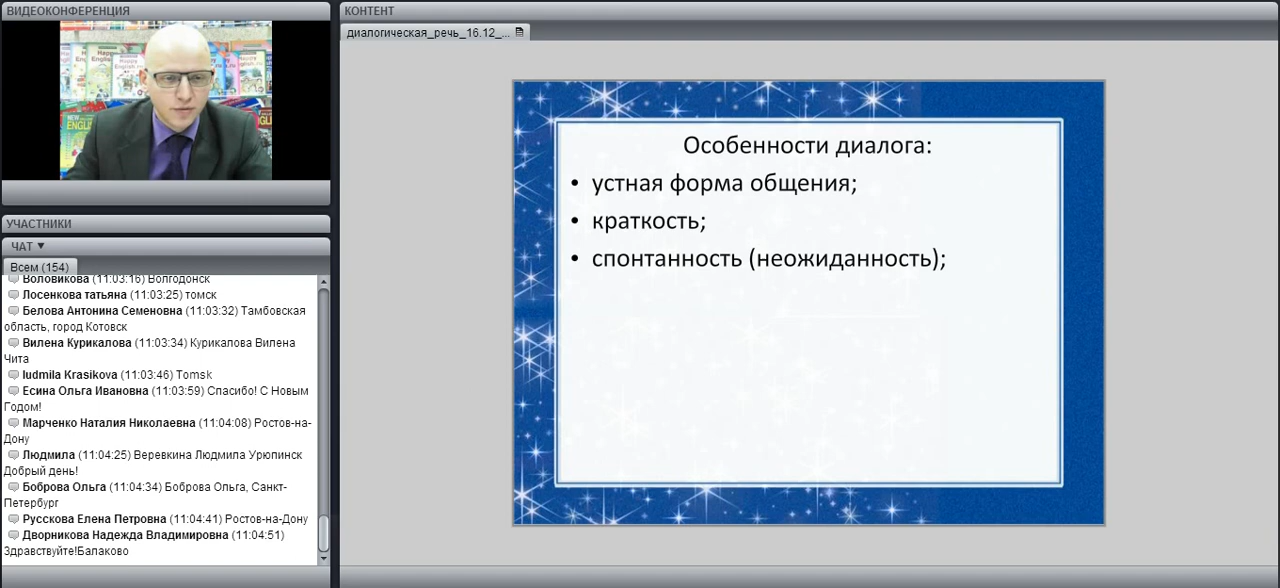 ВИДЕОКОНФЕРЕНЦИЯ
Happy
English.ru
NEW
ENGLISH
УЧАСТНИКИ
ЧАТ ▼
Всем (154)
Воловикова (11:03:16) Волгодонск
Лосенкова татьяна (11:03:25) томск
Белова Антонина Семеновна (11:03:32) Тамбовская
область, город Котовск
Вилена Курикалова (11:03:34) Курикалова Вилена
Чита
ludmila Krasikova (11:03:46) Tomsk
Есина Ольга Ивановна (11:03:59) Спасибо! С Новым
Годом!
Марченко Наталия Николаевна (11:04:08) Ростов-на-
Дону
Людмила (11:04:25) Веревкина Людмила Урюпинск
Добрый день!
Боброва Ольга (11:04:34) Боброва Ольга, Санкт-
Петербург
Русскова Елена Петровна (11:04:41) Ростов-на-Дону
Дворникова Надежда Владимировна (11:04:51)
Здравствуйте!Балаково
КОНТЕНТ
диалогическая_речь_16.12_...
Особенности диалога:
• устная форма общения;
• краткость;
• спонтанность (неожиданность);